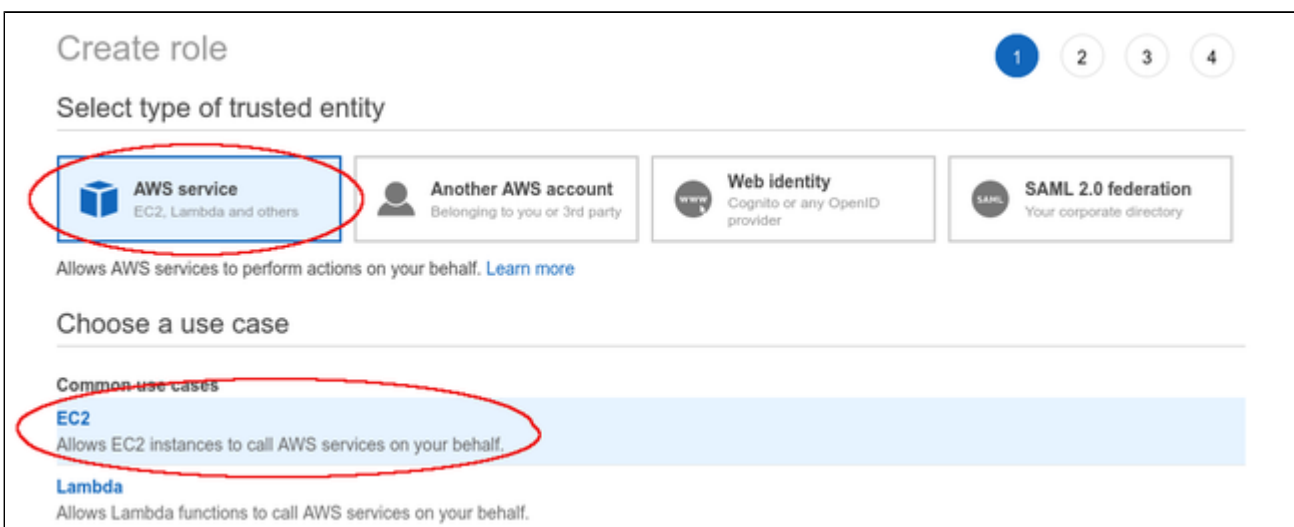 Create role
1 2 3 4
Select type of trusted entity
AWS service
EC2, Lambda and others
Another AWS account
Belonging to you or 3rd party
www
Web identity
Cognito or any OpenID
provider
SAML
SAML 2.0 federation
Your corporate directory
Allows AWS services to perform actions on your behalf. Learn more
Choose a use case
Common use cases
EC2
Allows EC2 instances to call AWS services on your behalf.
Lambda
Allows Lambda functions to call AWS services on your behalf.